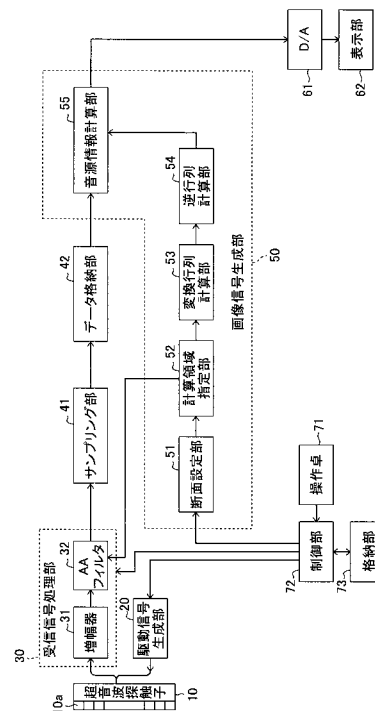 10a
超音波探触子
10
30
受信信号処理部
増幅器
31
AA
フィルタ
32
駆動信号
生成部
20
サンプリング部
41
データ格納部
42
音源情報計算部
55
断面設定部
51
計算領域
指定部
52
変換行列
計算部
53
逆行列
計算部
54
画像信号生成部
50
D/A
61
表示部
62
操作卓
71
制御部
72
格納部
73